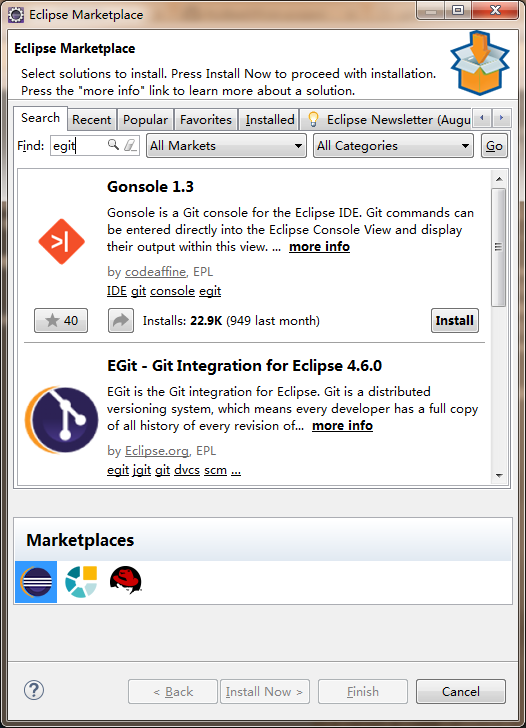 Eclipse Marketplace
Eclipse Marketplace
Select solutions to install. Press Install Now to proceed with installation.
Press the "more info" link to learn more about a solution.
Search Recent Popular Favorites Installed Eclipse Newsletter (Augu
Find: egit All Markets All Categories Go
Gonsole 1.3
Gonsole is a Git console for the Eclipse IDE. Git commands can
be entered directly into the Eclipse Console View and display
their output within this view. ... more info
by codeaffine, EPL
IDE git console egit
40 Installs: 22.9K (949 last month) Install
EGit - Git Integration for Eclipse 4.6.0
EGit is the Git integration for Eclipse. Git is a distributed
versioning system, which means every developer has a full copy
of all history of every revision of... more info
by Eclipse.org, EPL
egit jgit git dvcs scm ...
Marketplaces
? < Back Install Now > Finish Cancel